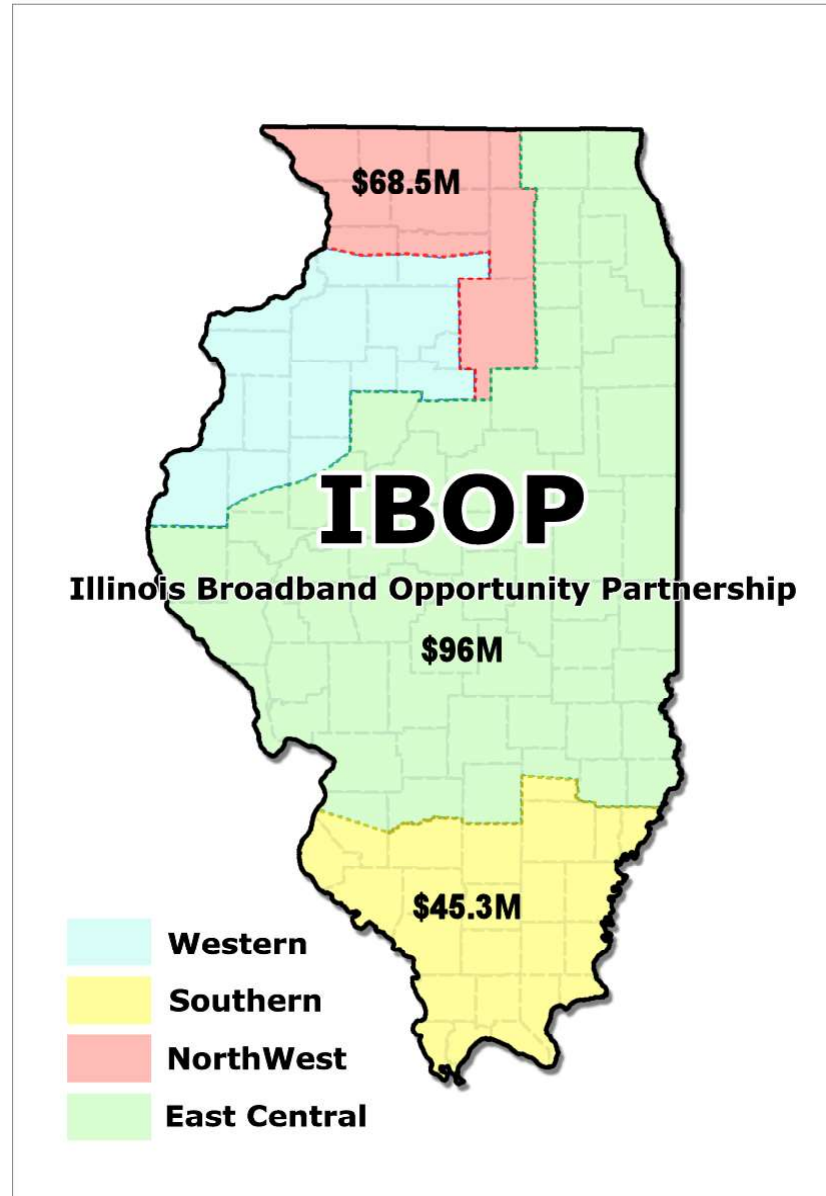 $68.5M
IBOP
Illinois Broadband Opportunity Partnership
$96M
$45.3M
Western
Southern
NorthWest
East Central